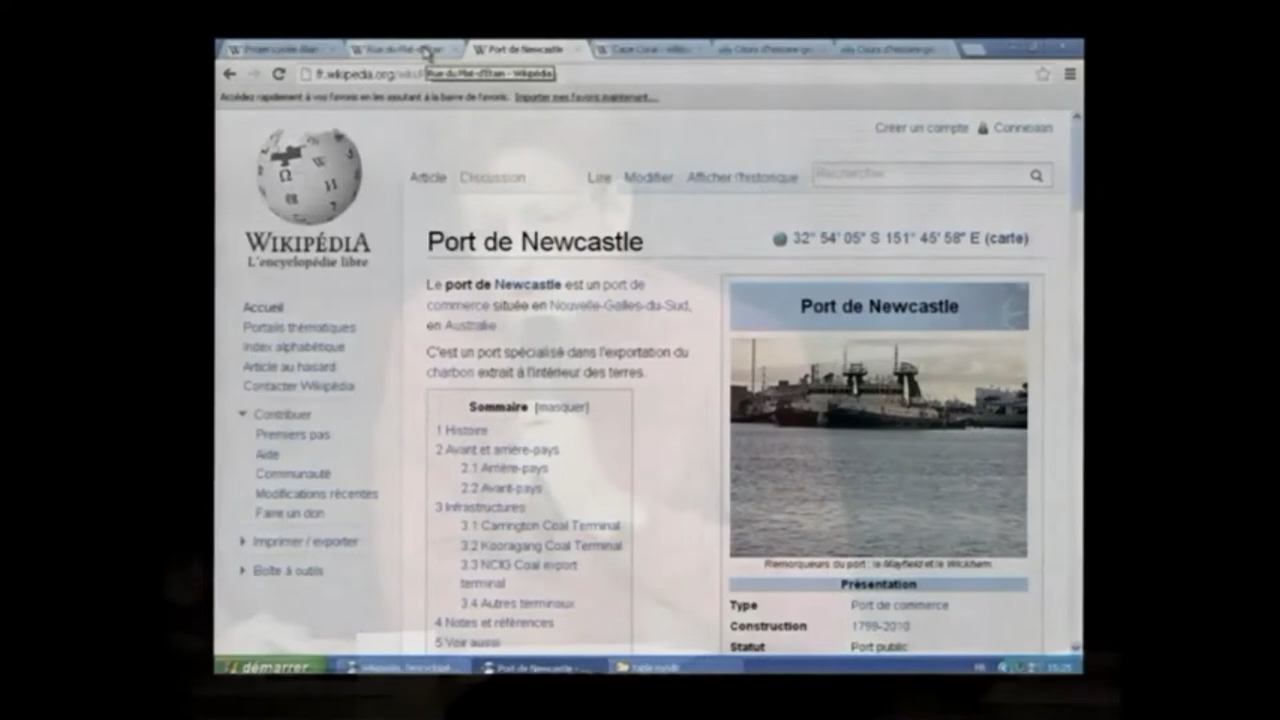 Rue du Plat-d'Étain
Port de Newcastle
fr.wikipedia.org
Rue du Plat-d'Étain - Wikipédia
Accédez rapidement à vos favoris en les ajoutant à la barre de favoris. Importer mes favoris maintenant...
Créer un compte Connexion
Article Discussion Lire Modifier Afficher l'historique Rechercher
WIKIPÉDIA
L'encyclopédie libre
Port de Newcastle
32° 54' 05" S 151° 45' 58" E (carte)
Accueil
Portails thématiques
Index alphabétique
Article au hasard
Contacter Wikipédia
Contribuer
Premiers pas
Aide
Communauté
Modifications récentes
Faire un don
Imprimer / exporter
Boîte à outils
Le port de Newcastle est un port de
commerce située en Nouvelle-Galles-du-Sud,
en Australie.
C'est un port spécialisé dans l'exportation du
charbon extrait à l'intérieur des terres.
Sommaire [masquer]
1 Histoire
2 Avant et arrière-pays
2.1 Arrière-pays
2.2 Avant-pays
3 Infrastructures
3.1 Carrington Coal Terminal
3.2 Kooragang Coal Terminal
3.3 NCIG Coal export
terminal
3.4 Autres terminaux
4 Notes et références
5 Voir aussi
Port de Newcastle
Remorqueurs du port : le Mayfield et le Wickham.
Présentation
Type Port de commerce
Construction 1799-2010
Statut Port public
démarrer
Port de Newcastle - ...